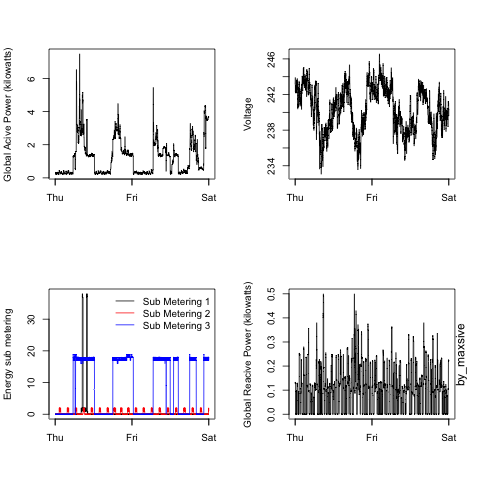 Global Acive Power (kilowatts)
0 2 4 6
Thu Fri Sat
Voltage
234 238 242 246
Thu Fri Sat
Energy sub metering
0 10 20 30
Sub Metering 1
Sub Metering 2
Sub Metering 3
Thu Fri Sat
Global Reacive Power (kilowatts)
0.0 0.1 0.2 0.3 0.4 0.5
Thu Fri Sat
by_maxsive